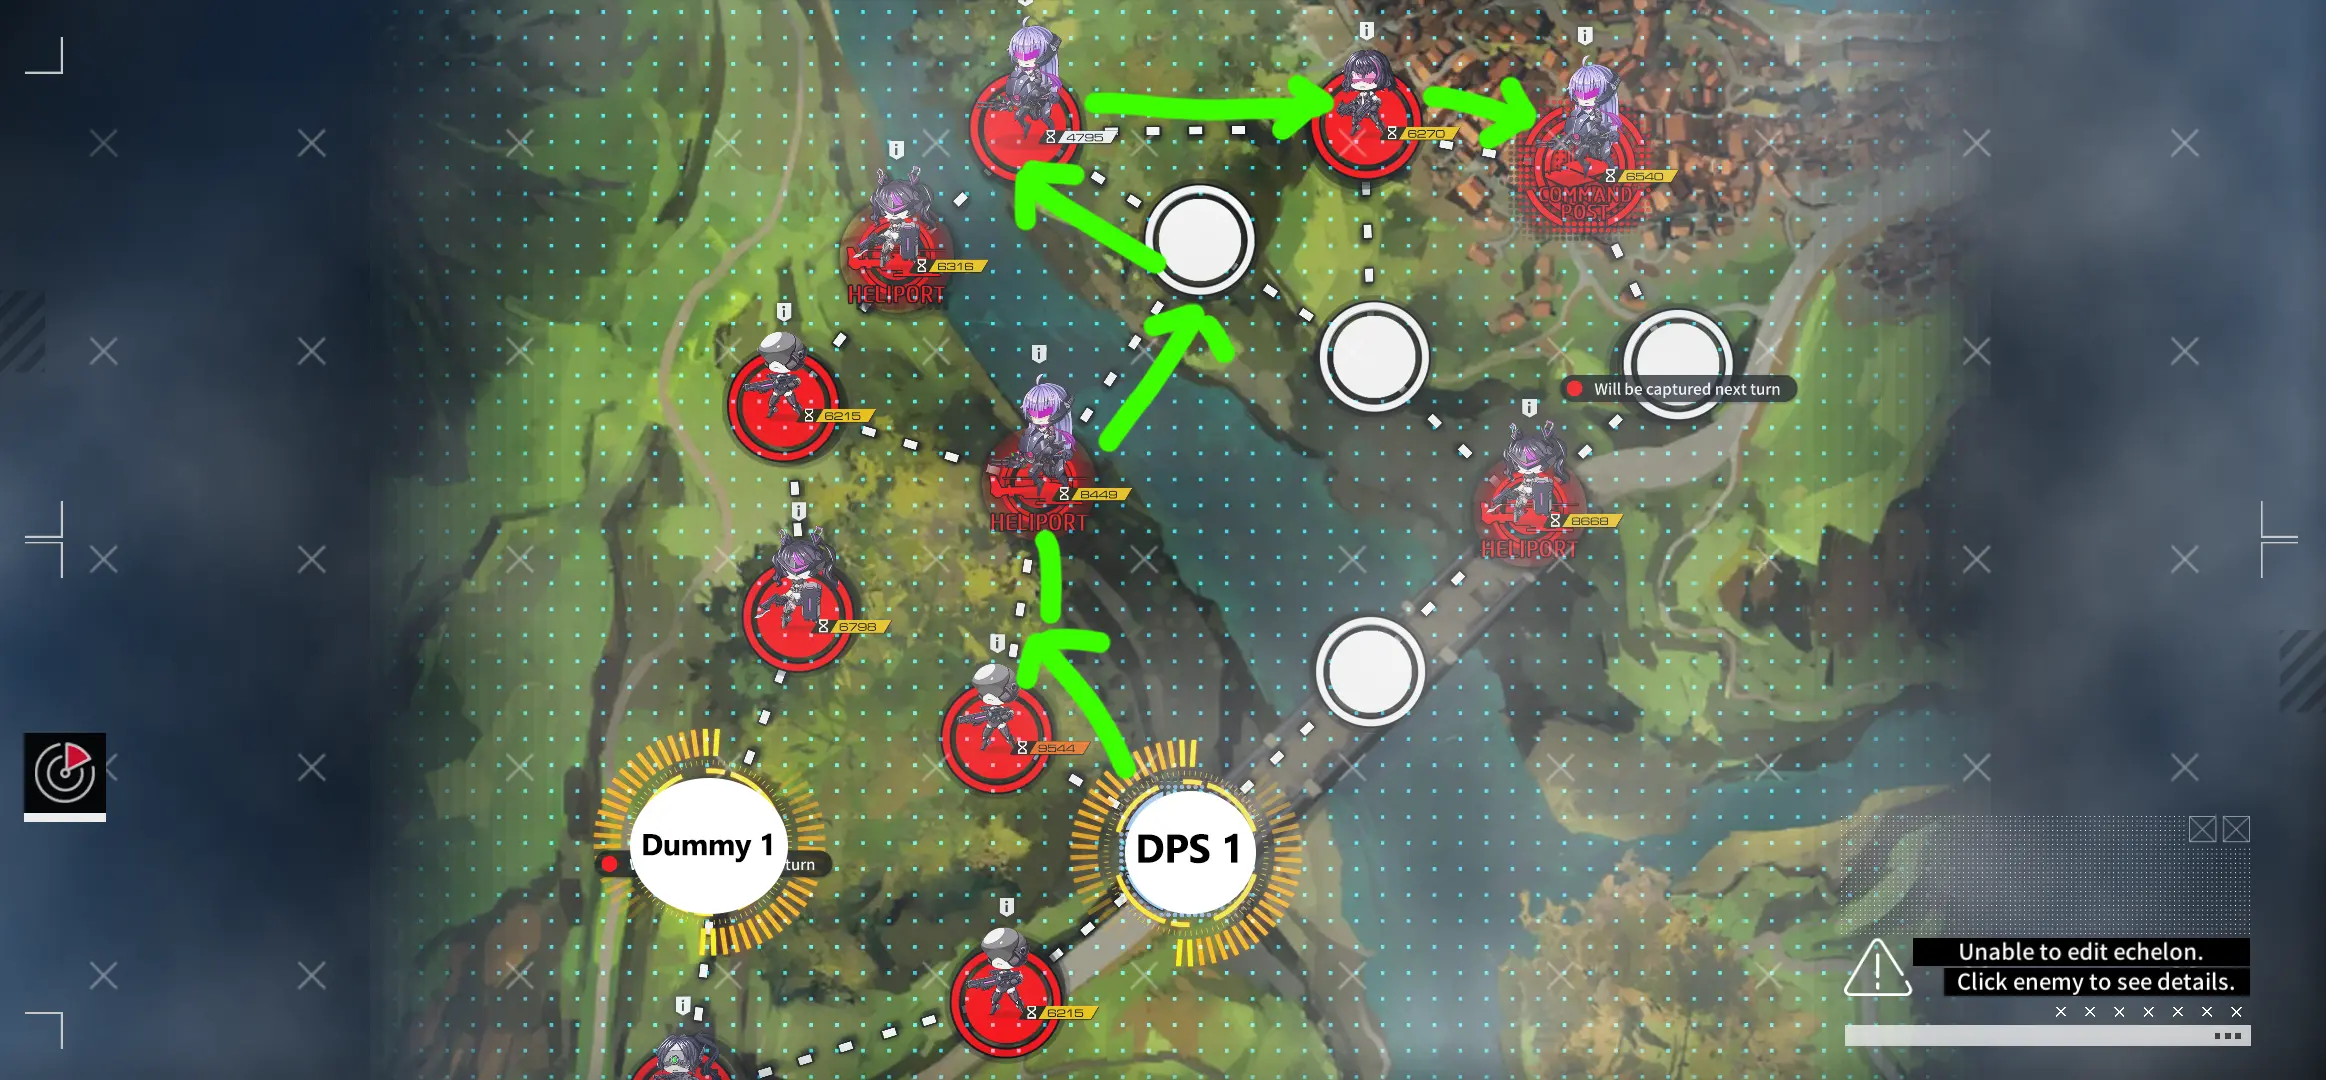 4795
6270
6540
COMMAND
POST
6316
HELIPORT
6215
8449
HELIPORT
Will be captured next turn
8668
HELIPORT
6798
9544
Dummy 1
turn
DPS 1
6215
Unable to edit echelon.
Click enemy to see details.